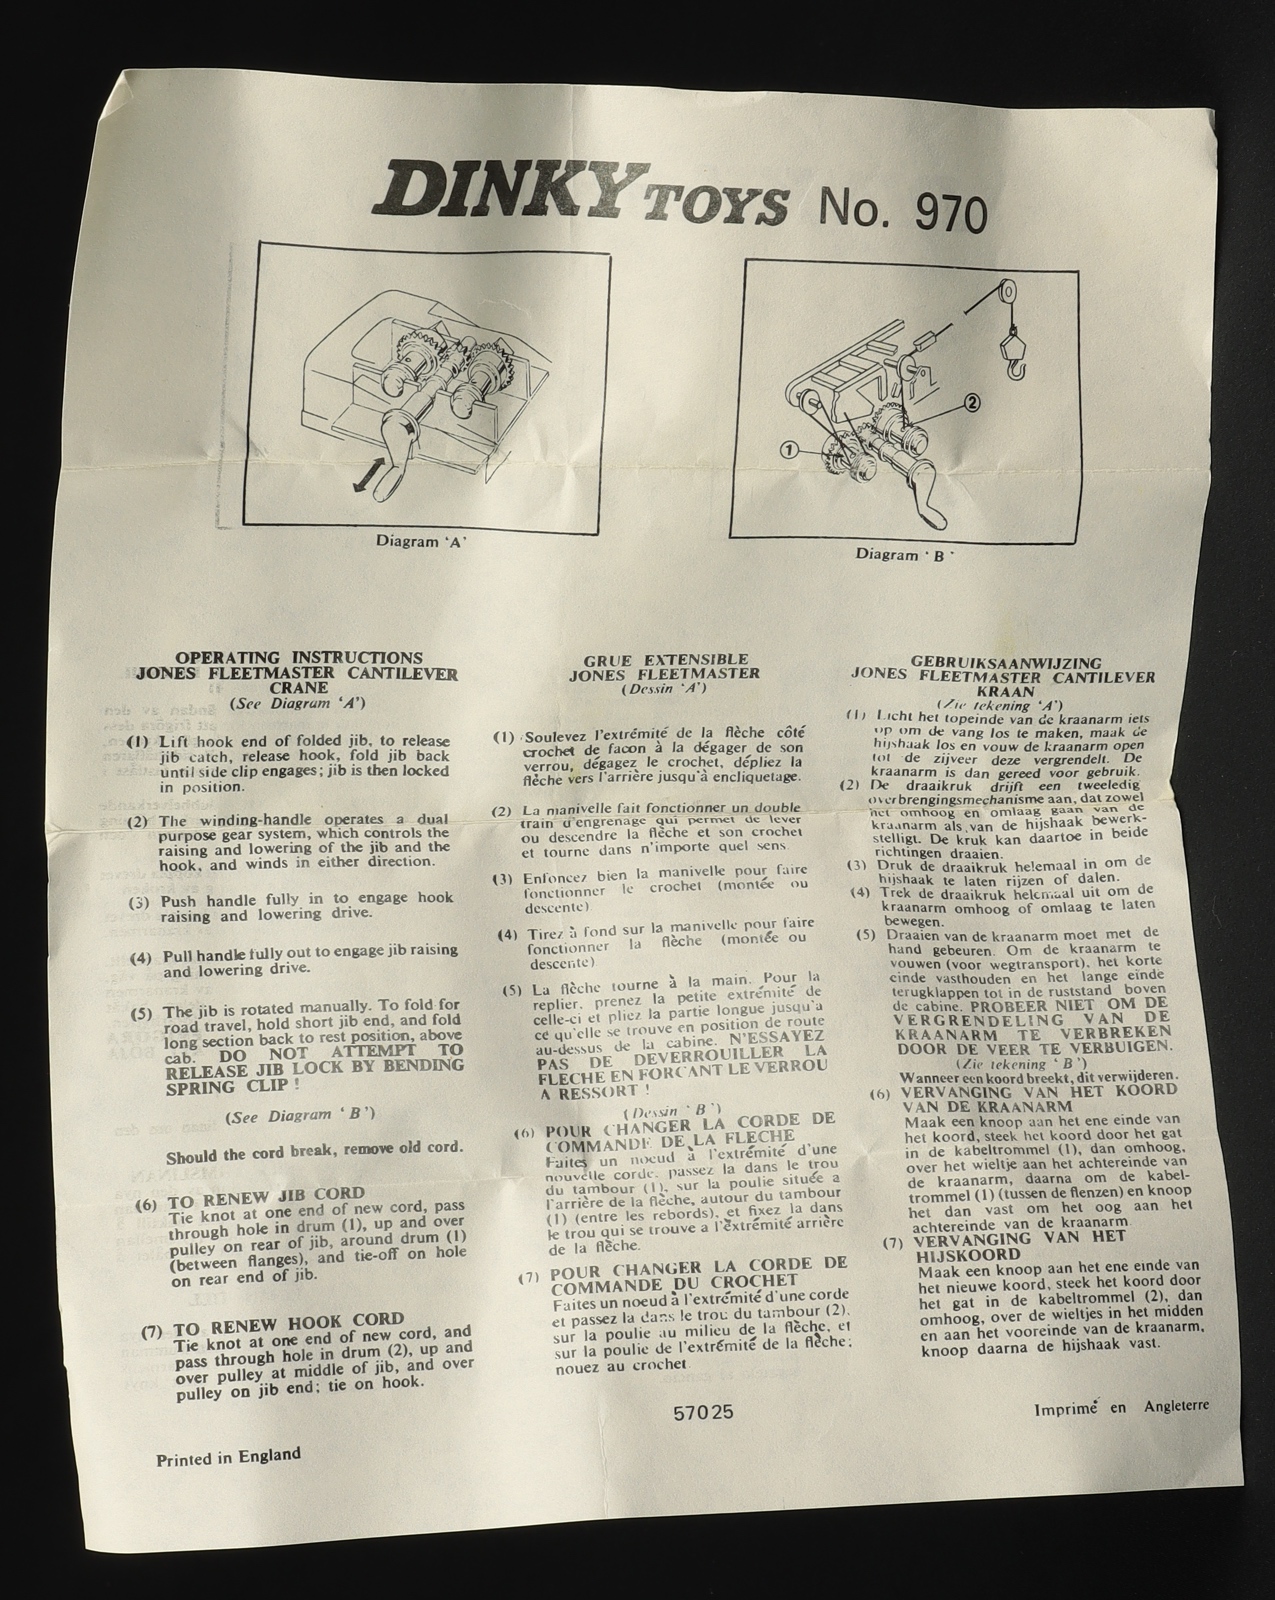 DINKY TOYS No. 970
Diagram 'A'
①
②
Diagram 'B'
OPERATING INSTRUCTIONS
JONES FLEETMASTER CANTILEVER
CRANE
(See Diagram 'A')
(1) Lift hook end of folded jib, to release
jib catch, release hook, fold jib back
until side clip engages; jib is then locked
in position.
(2) The winding-handle operates a dual
purpose gear system, which controls the
raising and lowering of the jib and the
hook, and winds in either direction.
(3) Push handle fully in to engage hook
raising and lowering drive.
(4) Pull handle fully out to engage jib raising
and lowering drive.
(5) The jib is rotated manually. To fold for
road travel, hold short jib end, and fold
long section back to rest position, above
cab. DO NOT ATTEMPT TO
RELEASE JIB LOCK BY BENDING
SPRING CLIP !
(See Diagram 'B')
Should the cord break, remove old cord.
(6) TO RENEW JIB CORD
Tie knot at one end of new cord, pass
through hole in drum (1), up and over
pulley on rear of jib, around drum (1)
(between flanges), and tie-off on hole
on rear end of jib.
(7) TO RENEW HOOK CORD
Tie knot at one end of new cord, and
pass through hole in drum (2), up and
over pulley at middle of jib, and over
pulley on jib end; tie on hook.
Printed in England
GRUE EXTENSIBLE
JONES FLEETMASTER
(Dessin 'A')
(1) Soulevez l'extrémité de la flèche côté
crochet de facon à la dégager de son
verrou, dégagez le crochet, dépliez la
flèche vers l'arrière jusqu'à encliquetage.
(2) La manivelle fait fonctionner un double
train d'engrenage qui permet de lever
ou descendre la flèche et son crochet
et tourne dans n'importe quel sens.
(3) Enfoncez bien la manivelle pour faire
fonctionner le crochet (montée ou
descente)
(4) Tirez à fond sur la manivelle pour faire
fonctionner la flèche (montée ou
descente)
(5) La flèche tourne à la main. Pour la
replier, prenez la petite extrémité de
celle-ci et pliez la partie longue jusqu'a
ce qu'elle se trouve en position de route
au-dessus de la cabine. N'ESSAYEZ
PAS DE DEVERROUILLER LA
FLECHE EN FORCANT LE VERROU
A RESSORT !
(Dessin 'B')
(6) POUR CHANGER LA CORDE DE
COMMANDE DE LA FLECHE
Faites un noeud à l'extrémité d'une
nouvelle corde, passez la dans le trou
du tambour (1), sur la poulie située a
l'arrière de la flèche, autour du tambour
(1) (entre les rebords), et fixez la dans
le trou qui se trouve a l'extrémité arrière
de la flèche.
(7) POUR CHANGER LA CORDE DE
COMMANDE DU CROCHET
Faites un noeud à l'extrémité d'une corde
et passez la dans le trou du tambour (2),
sur la poulie au milieu de la flèche, et
sur la poulie de l'extrémité de la flèche;
nouez au crochet
57025
GEBRUIKSAANWIJZING
JONES FLEETMASTER CANTILEVER
KRAAN
(Zie tekening 'A')
(1) Licht het topeinde van de kraanarm iets
op om de vang los te maken, maak de
hijshaak los en vouw de kraanarm open
tot de zijveer deze vergrendelt. De
kraanarm is dan gereed voor gebruik.
(2) De draaikruk drijft een tweeledig
overbrengingsmechanisme aan, dat zowel
het omhoog en omlaag gaan van de
kraanarm als van de hijshaak bewerk-
stelligt. De kruk kan daartoe in beide
richtingen draaien.
(3) Druk de draaikruk helemaal in om de
hijshaak te laten rijzen of dalen.
(4) Trek de draaikruk helemaal uit om de
kraanarm omhoog of omlaag te laten
bewegen.
(5) Draaien van de kraanarm moet met de
hand gebeuren. Om de kraanarm te
vouwen (voor wegtransport), het korte
einde vasthouden en het lange einde
terugklappen tot in de ruststand boven
de cabine. PROBEER NIET OM DE
VERGRENDELING VAN DE
KRAANARM TE VERBREKEN
DOOR DE VEER TE VERBUIGEN.
(Zie tekening 'B')
Wanneer een koord breekt, dit verwijderen.
(6) VERVANGING VAN HET KOORD
VAN DE KRAANARM
Maak een knoop aan het ene einde van
het koord, steek het koord door het gat
in de kabeltrommel (1), dan omhoog,
over het wieltje aan het achtereinde van
de kraanarm, daarna om de kabel-
trommel (1) (tussen de flenzen) en knoop
het dan vast om het oog aan het
achtereinde van de kraanarm.
(7) VERVANGING VAN HET
HIJSKOORD
Maak een knoop aan het ene einde van
het nieuwe koord, steek het koord door
het gat in de kabeltrommel (2), dan
omhoog, over de wieltjes in het midden
en aan het vooreinde van de kraanarm,
knoop daarna de hijshaak vast.
Imprimé en Angleterre